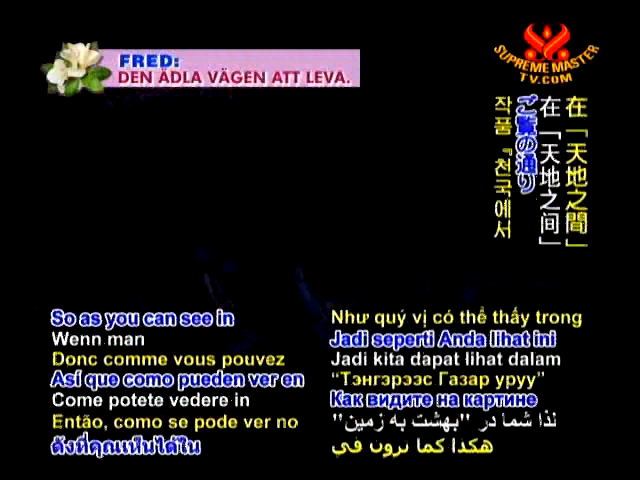 FRED:
DEN ÄDLA VÄGEN ATT LEVA.
SUPREME MASTER
TV.COM
在「天地之間」
在「天地之间」
ご覧の通り
작품『천국에서
So as you can see in
Wenn man
Donc comme vous pouvez
Así que como pueden ver en
Come potete vedere in
Então, como se pode ver no
ดังที่คุณเห็นได้ใน
Như quý vị có thể thấy trong
Jadi seperti Anda lihat ini
Jadi kita dapat lihat dalam
“Тэнгэрээс Газар уруу”
Как видите на картине
لذا شما در "بهشت به زمین"
هكذا كما ترون في